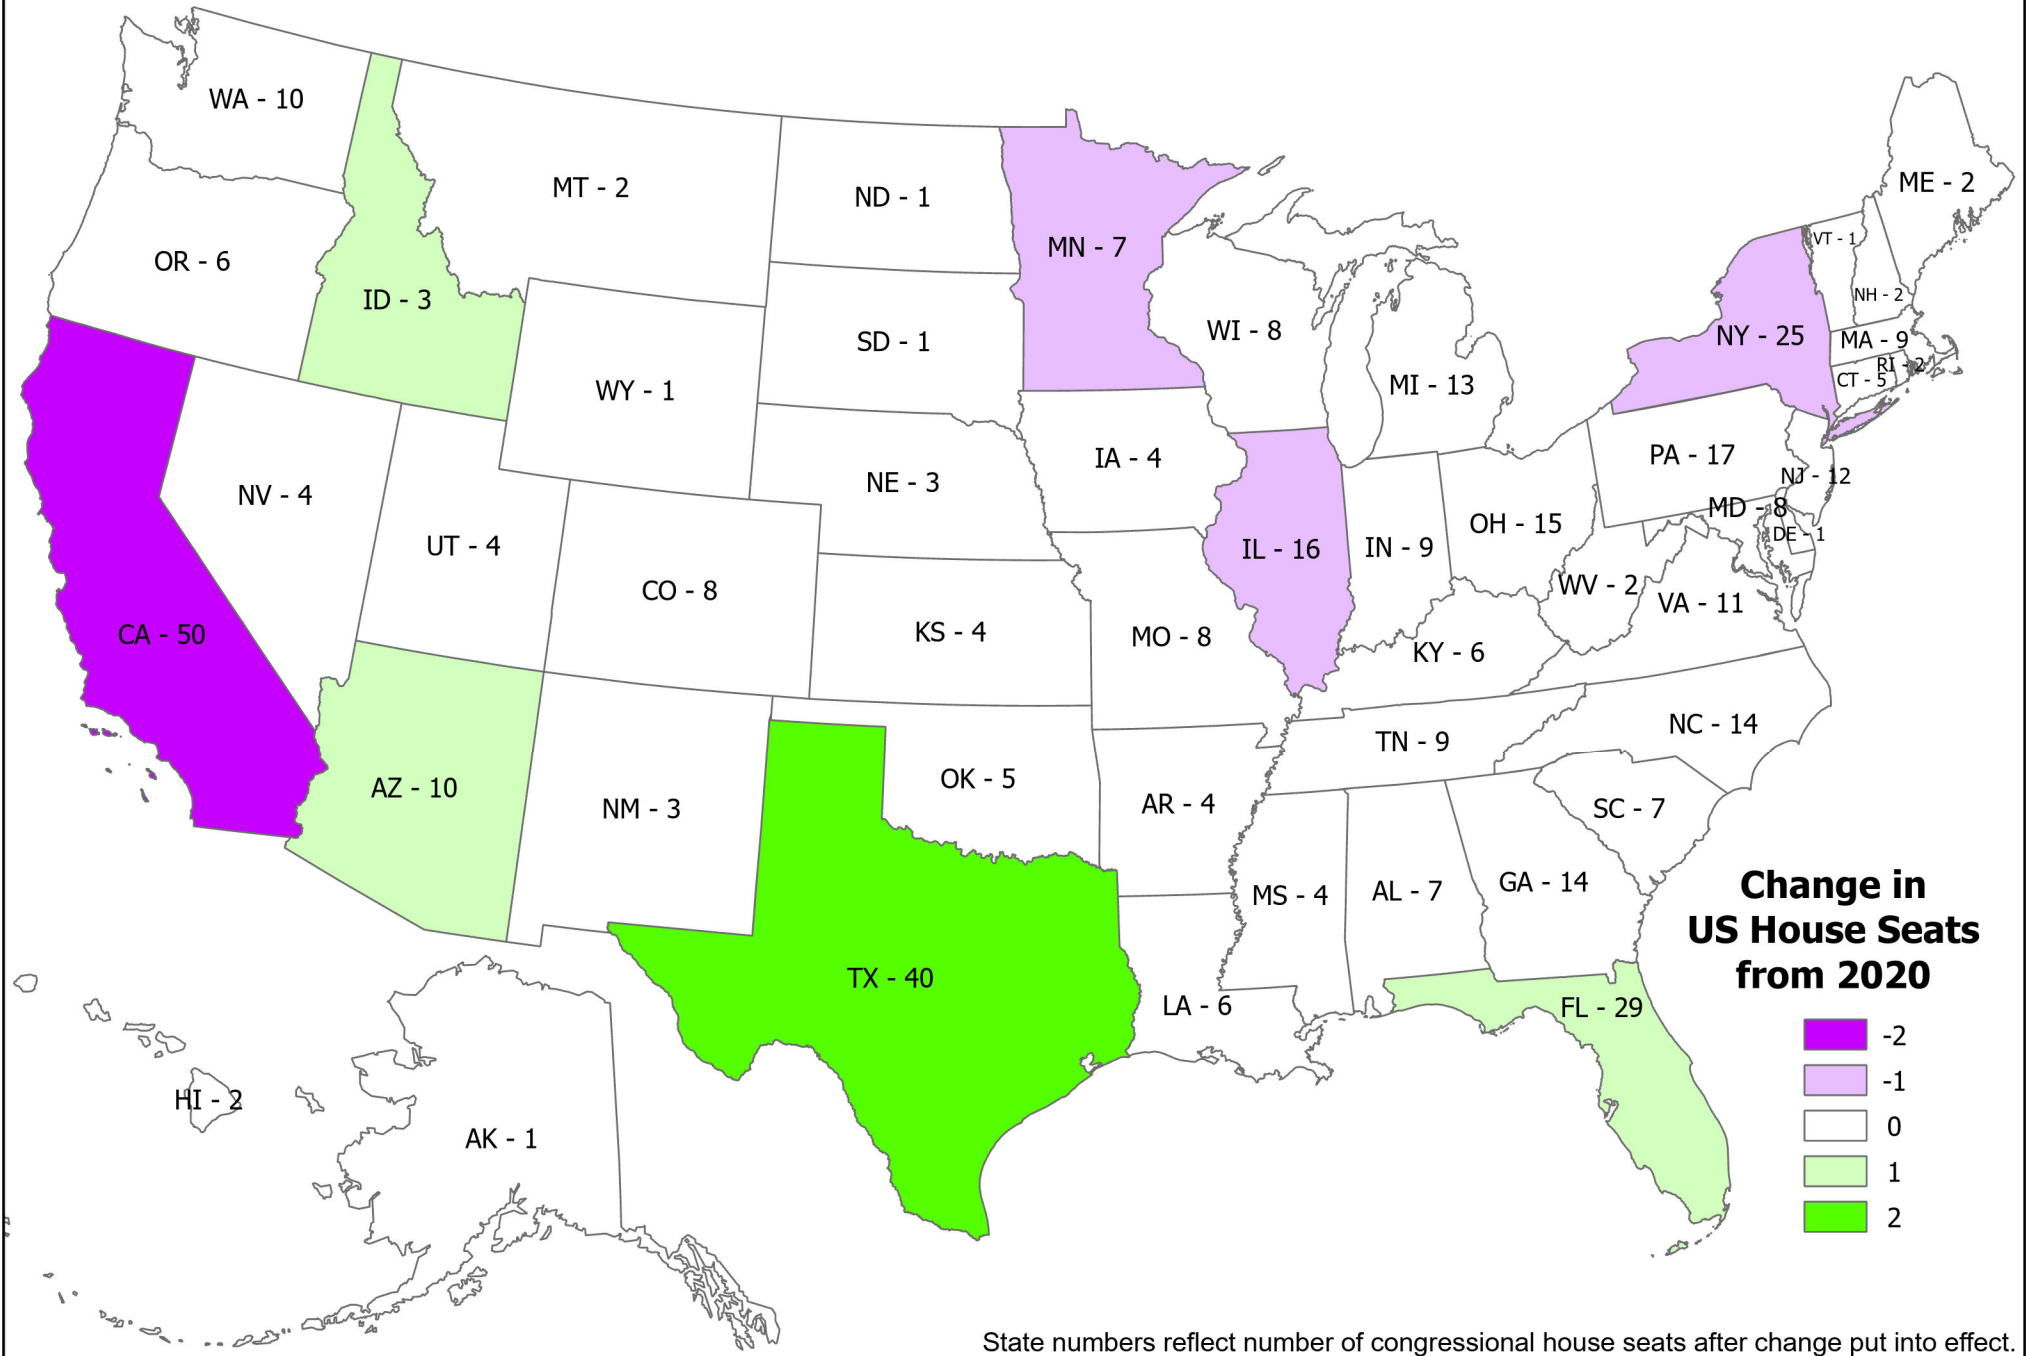 WA - 10
MT - 2
ND - 1
MN - 7
ME - 2
OR - 6
ID - 3
VT - 1
NH - 2
SD - 1
WI - 8
NY - 25
MA - 9
RI - 2
CT - 5
WY - 1
MI - 13
IA - 4
PA - 17
NJ - 12
NE - 3
NV - 4
MD - 8
DE - 1
OH - 15
UT - 4
IL - 16
IN - 9
CO - 8
WV - 2
VA - 11
CA - 50
KS - 4
MO - 8
KY - 6
NC - 14
TN - 9
AZ - 10
NM - 3
OK - 5
AR - 4
SC - 7
MS - 4
AL - 7
GA - 14
TX - 40
LA - 6
FL - 29
HI - 2
AK - 1
Change in
US House Seats
from 2020
-2
-1
0
1
2
State numbers reflect number of congressional house seats after change put into effect.